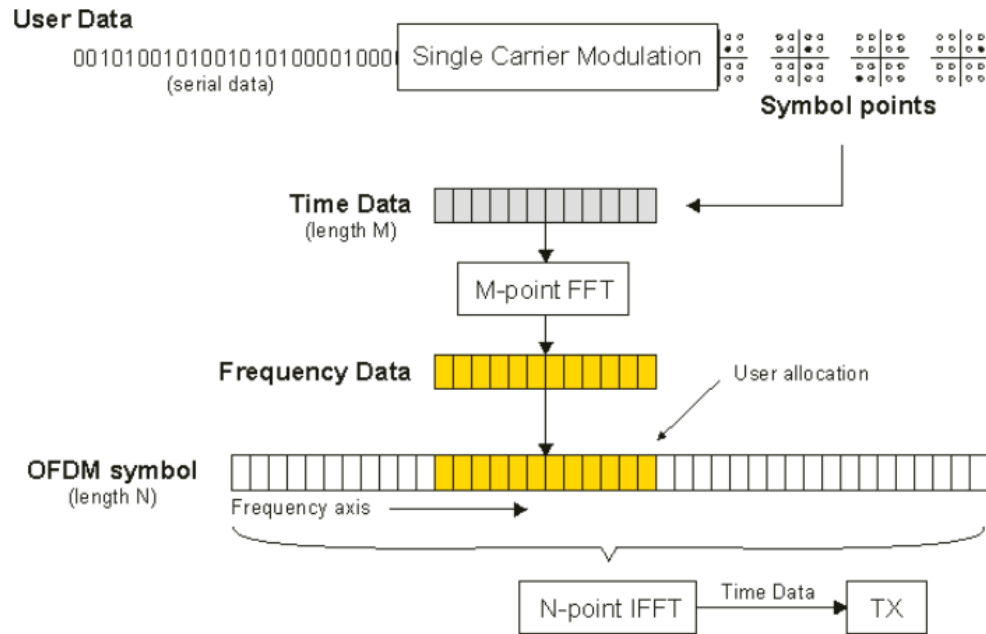 User Data
001010010100101010100001000
Single Carrier Modulation
(serial data)
Symbol points
Time Data
(length M)
M-point FFT
Frequency Data
User allocation
OFDM symbol
(length N)
Frequency axis
N-point IFFT
Time Data
TX